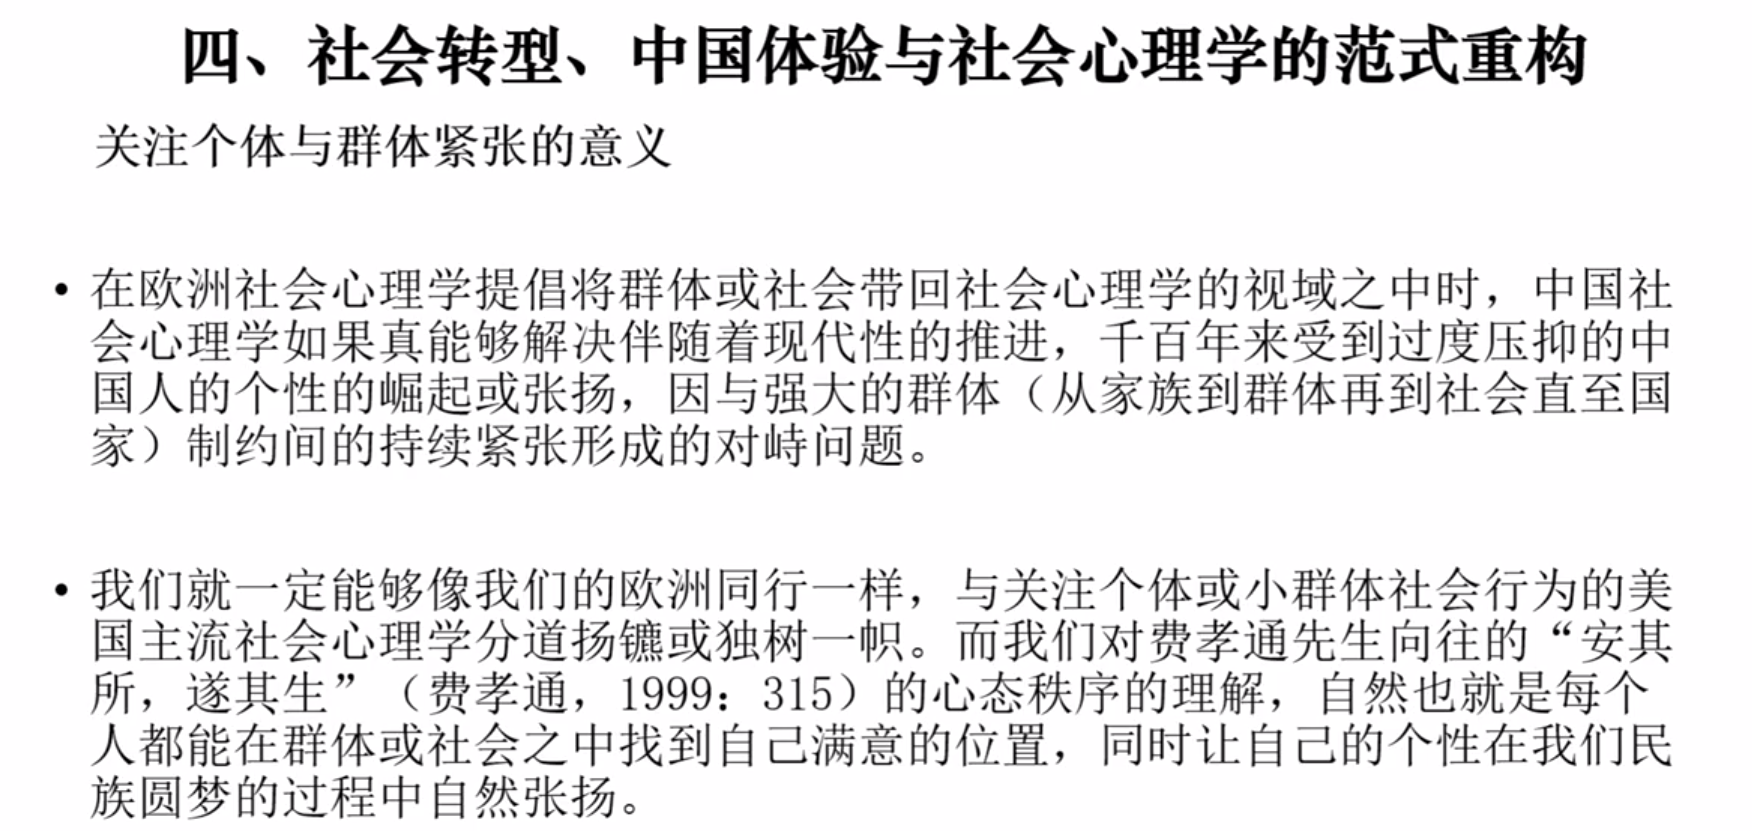 四、社会转型、中国体验与社会心理学的范式重构
关注个体与群体紧张的意义
• 在欧洲社会心理学提倡将群体或社会带回社会心理学的视域之中时，中国社
会心理学如果真能够解决伴随着现代性的推进，千百年来受到过度压抑的中
国人的个性的崛起或张扬，因与强大的群体（从家族到群体再到社会直至国
家）制约间的持续紧张形成的对峙问题。
• 我们就一定能够像我们的欧洲同行一样，与关注个体或小群体社会行为的美
国主流社会心理学分道扬镳或独树一帜。而我们对费孝通先生向往的“安其
所，遂其生”（费孝通，1999：315）的心态秩序的理解，自然也就是每个
人都能在群体或社会之中找到自己满意的位置，同时让自己的个性在我们民
族圆梦的过程中自然张扬。